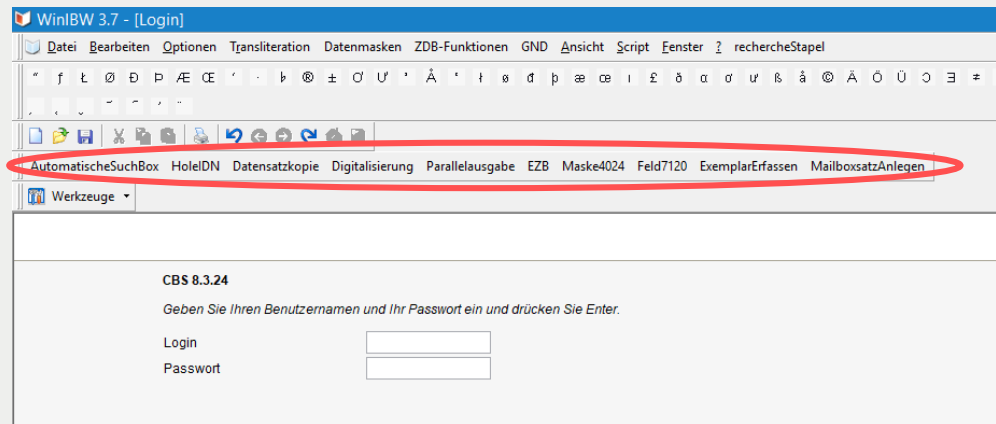 WinIBW 3.7 - [Login]
Datei Bearbeiten Optionen Transliteration Datenmasken ZDB-Funktionen GND Ansicht Script Fenster ? rechercheStapel
ƒ Ł Ø Đ Þ Æ Œ ʹ · ♭ ® ± Ơ Ư ʼ Å ʻ ł ø đ þ æ œ ı £ ð α ơ ư ß å © Ä Ö Ü Ɔ Ǝ ≠
AutomatischeSuchBox HoleIDN Datensatzkopie Digitalisierung Parallelausgabe EZB Maske4024 Feld7120 ExemplarErfassen MailboxsatzAnlegen
Werkzeuge
CBS 8.3.24
Geben Sie Ihren Benutzernamen und Ihr Passwort ein und drücken Sie Enter.
Login
Passwort